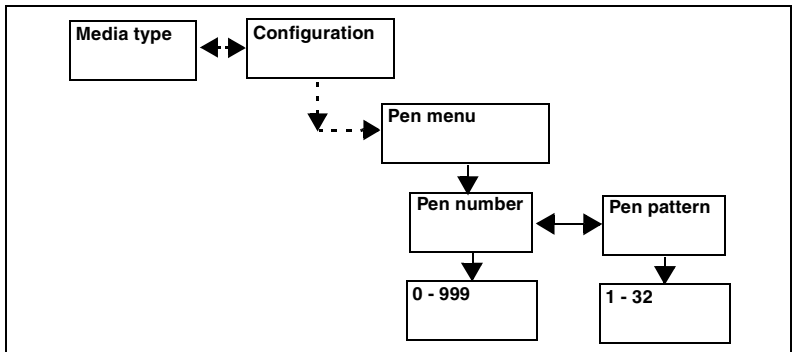 Media type
Configuration
Pen menu
Pen number
Pen pattern
0 - 999
1 - 32